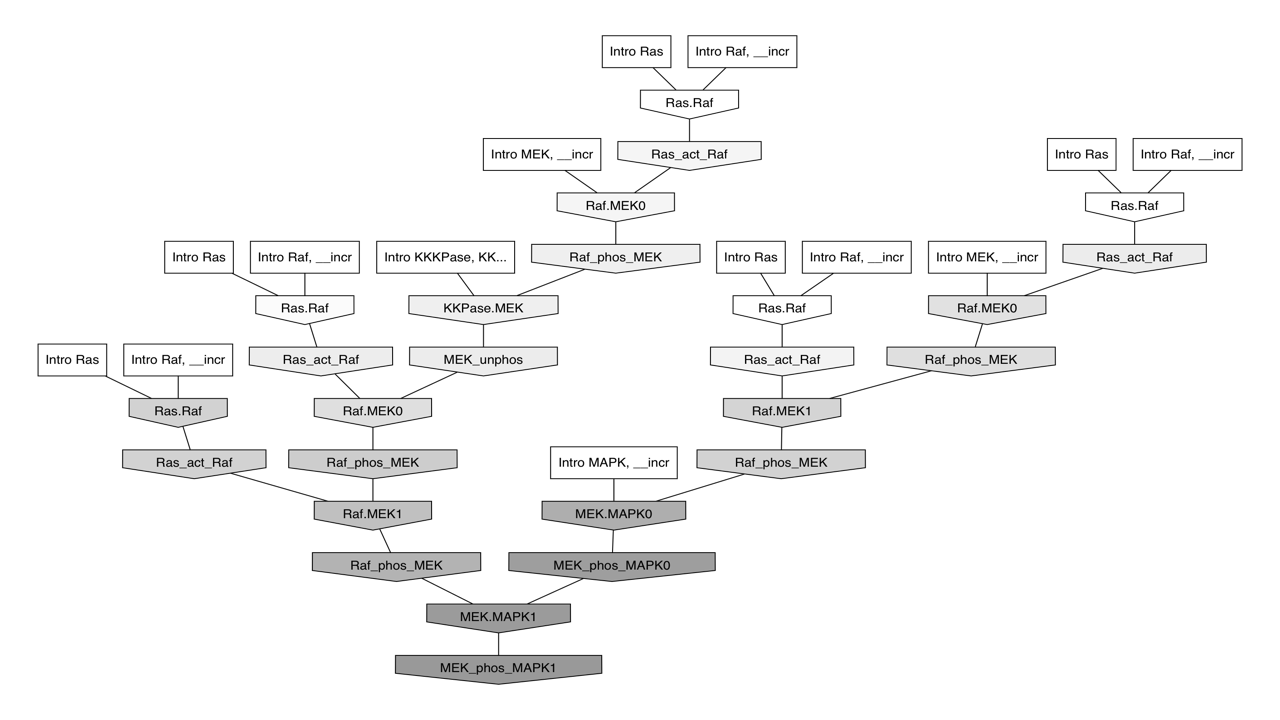 Intro Ras
Intro Raf, __incr
Ras.Raf
Intro MEK, __incr
Ras_act_Raf
Intro Ras
Intro Raf, __incr
Raf.MEK0
Ras.Raf
Intro Ras
Intro Raf, __incr
Intro KKKPase, KK...
Raf_phos_MEK
Intro Ras
Intro Raf, __incr
Intro MEK, __incr
Ras_act_Raf
Ras.Raf
KKPase.MEK
Ras.Raf
Raf.MEK0
Intro Ras
Intro Raf, __incr
Ras_act_Raf
MEK_unphos
Ras_act_Raf
Raf_phos_MEK
Ras.Raf
Raf.MEK0
Raf.MEK1
Ras_act_Raf
Raf_phos_MEK
Intro MAPK, __incr
Raf_phos_MEK
Raf.MEK1
MEK.MAPK0
Raf_phos_MEK
MEK_phos_MAPK0
MEK.MAPK1
MEK_phos_MAPK1